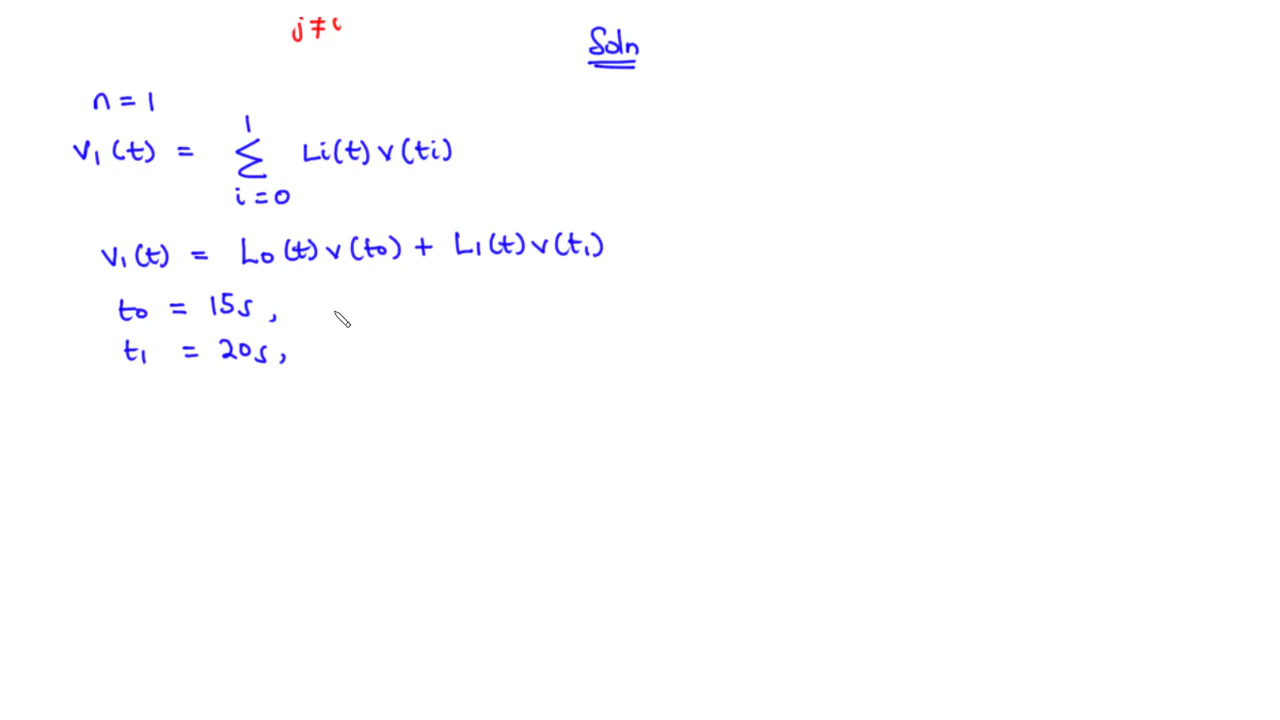 j ≠
Soln
n = 1
1
v₁(t) = Σ Li(t) v(ti)
i = 0
v₁(t) = L₀(t) v(t₀) + L₁(t) v(t₁)
t₀ = 15s,
t₁ = 20s,